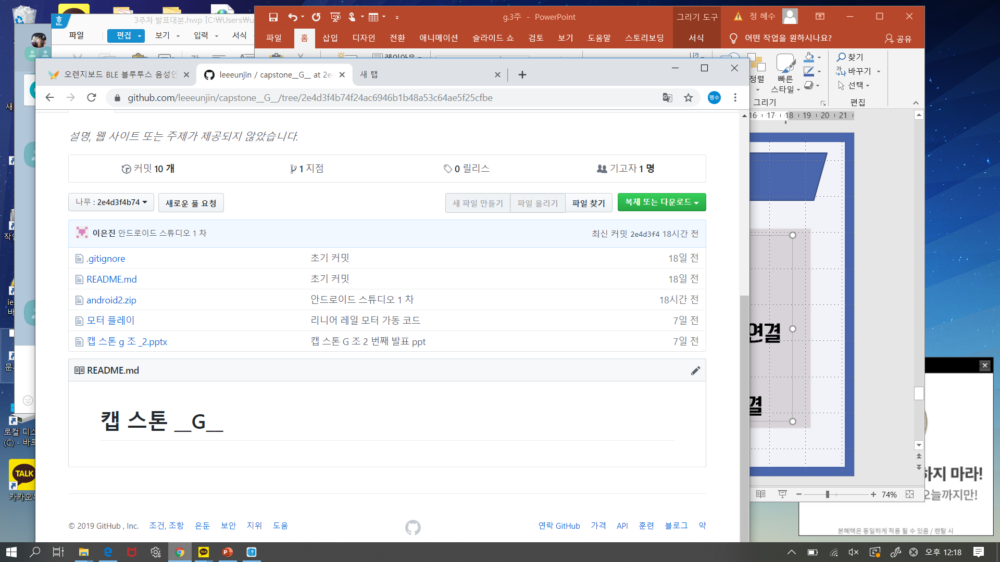 3주차 발표대본.hwp [C:￦Users￦u
파일 편집 보기 입력 서식
g.3주 - PowerPoint
그리기 도구
정 혜수
파일 홈 삽입 디자인 전환 애니메이션 슬라이드 쇼 검토 보기 도움말 스토리보딩 서식 어떤 작업을 원하시나요? 공유
레이아웃
정렬
빠른
스타일
찾기
바꾸기
선택
그리기
편집
오렌지보드 BLE 블루투스 음성인
leeeunjin / capstone__G__ at 2e
새 탭
github.com/leeeunjin/capstone__G__/tree/2e4d3f4b74f24ac6946b1b48a53c64ae5f25cfbe
펭수
16 17 18 19 20 21
설명, 웹 사이트 또는 주제가 제공되지 않았습니다.
커밋 10 개
1 지점
0 릴리스
기고자 1 명
나무 : 2e4d3f4b74
새로운 풀 요청
새 파일 만들기
파일 올리기
파일 찾기
복제 또는 다운로드
이은진 안드로이드 스튜디오 1 차
최신 커밋 2e4d3f4 18시간 전
.gitignore 초기 커밋 18일 전
README.md 초기 커밋 18일 전
android2.zip 안드로이드 스튜디오 1 차 18시간 전
모터 플레이 리니어 레일 모터 가동 코드 7일 전
캡 스톤 g 조 _2.pptx 캡 스톤 G 조 2 번째 발표 ppt 7일 전
README.md
캡 스톤 __G__
© 2019 GitHub , Inc. 조건, 조항 은둔 보안 지위 도움
연락 GitHub 가격 API 훈련 블로그 약
연결
결
74%
하지 마라!
오늘까지만!
본혜택은 동일하게 적용 될 수 있음 / 렌탈 시
새
작업
ie
바
문서
로컬 디스
(C) - 바로
TALK
카카오톡
TALK
오후 12:18